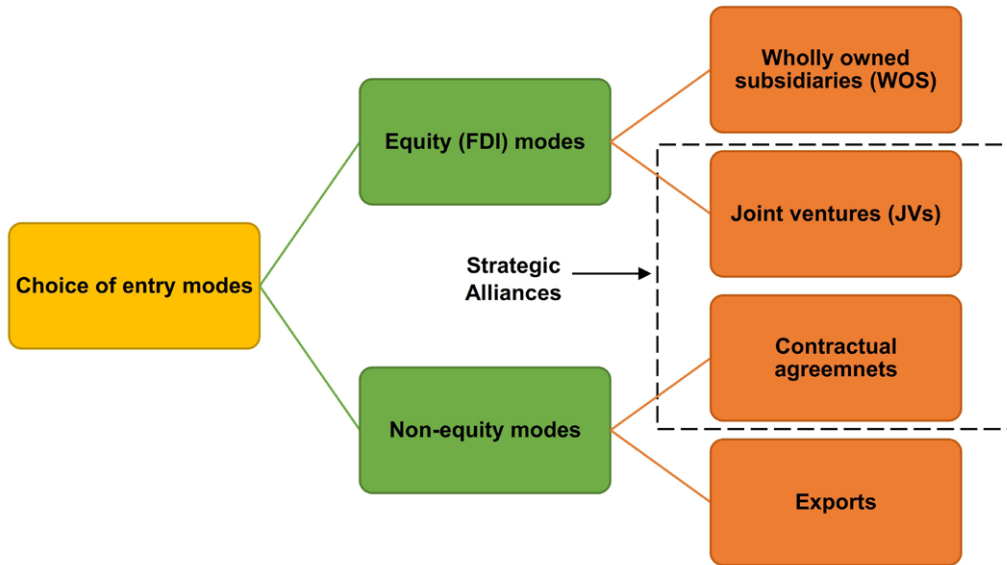 Wholly owned
subsidiaries (WOS)
Equity (FDI) modes
Joint ventures (JVs)
Choice of entry modes
Strategic
Alliances
Contractual
agreemnets
Non-equity modes
Exports